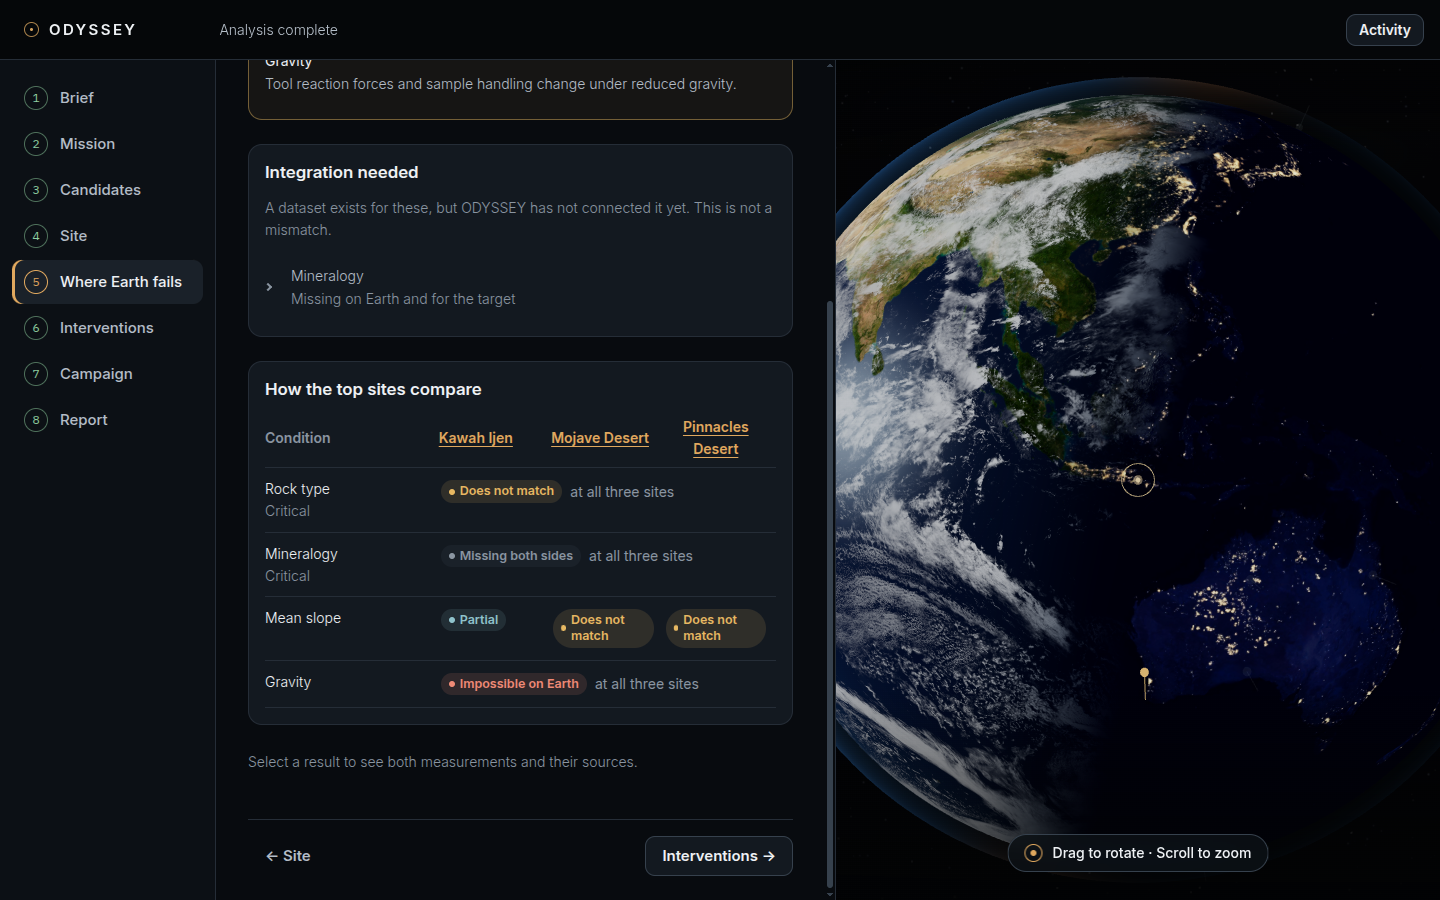 ODYSSEY
Analysis complete
Activity
1 Brief
2 Mission
3 Candidates
4 Site
5 Where Earth fails
6 Interventions
7 Campaign
8 Report
Gravity
Tool reaction forces and sample handling change under reduced gravity.
Integration needed
A dataset exists for these, but ODYSSEY has not connected it yet. This is not a
mismatch.
Mineralogy
Missing on Earth and for the target
How the top sites compare
Condition Kawah Ijen Mojave Desert Pinnacles
Desert
Rock type Does not match at all three sites
Critical
Mineralogy Missing both sides at all three sites
Critical
Mean slope Partial Does not Does not
match match
Gravity Impossible on Earth at all three sites
Select a result to see both measurements and their sources.
← Site
Interventions →
Drag to rotate · Scroll to zoom